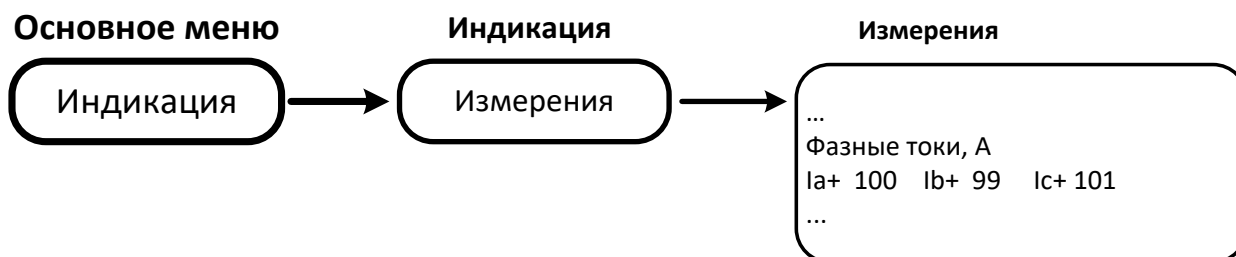 Основное меню
Индикация
Индикация
Измерения
Измерения
...
Фазные токи, А
Ia+ 100 Ib+ 99 Ic+ 101
...